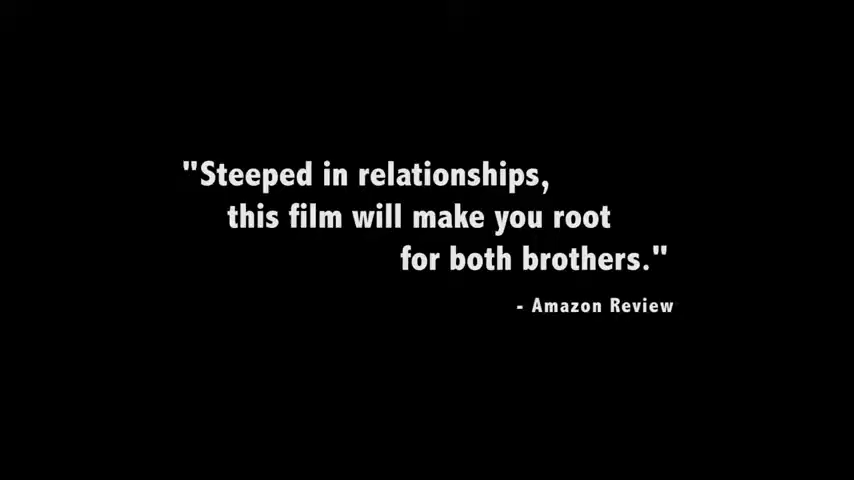 "Steeped in relationships,
this film will make you root
for both brothers."
- Amazon Review